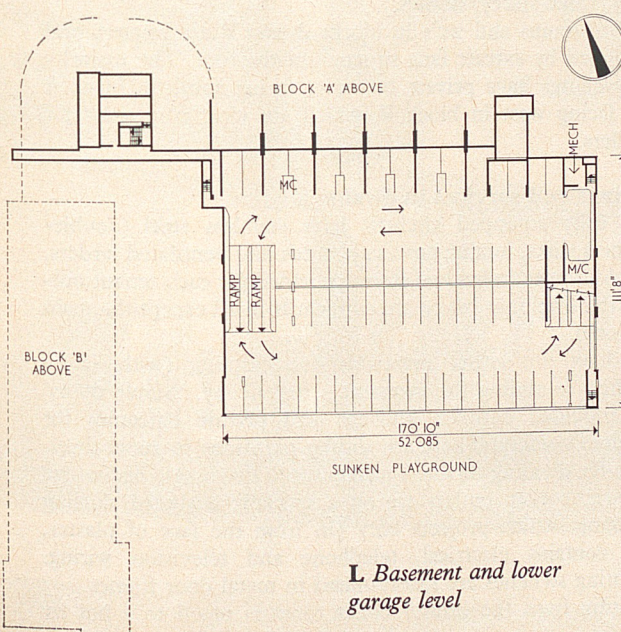 BLOCK 'A' ABOVE
MECH
MC
M/C
RAMP
RAMP
111'8"
BLOCK 'B'
ABOVE
170' 10"
52·085
SUNKEN PLAYGROUND
L Basement and lower
garage level